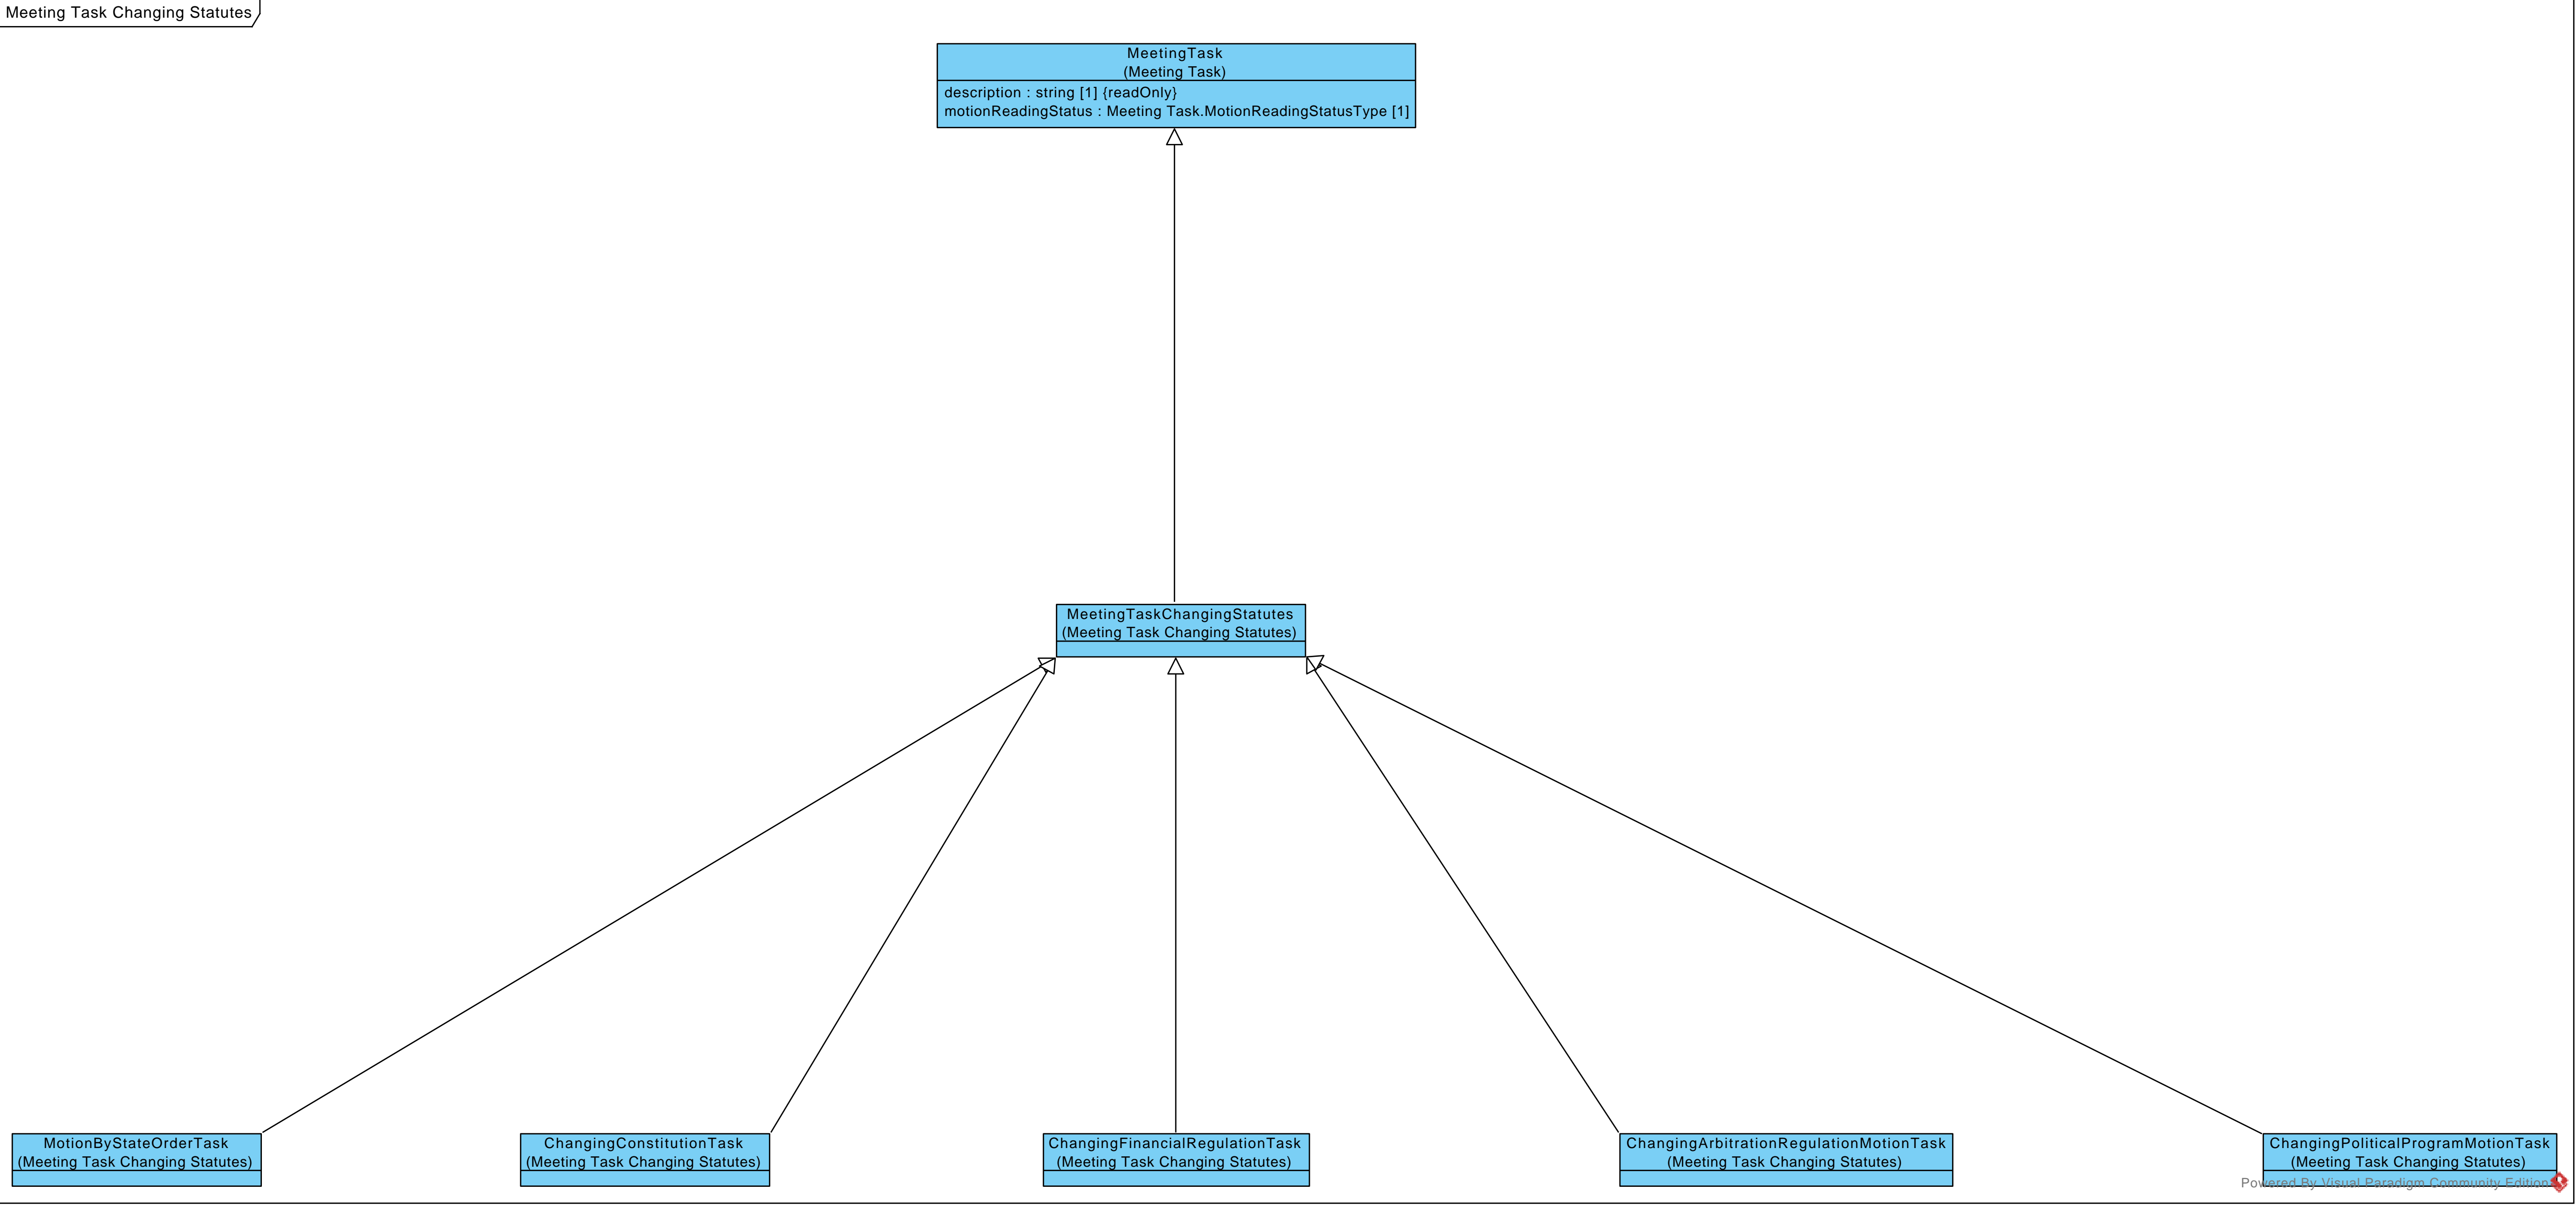 Meeting Task Changing Statutes
MeetingTask
(Meeting Task)
description : string [1] {readOnly}
motionReadingStatus : Meeting Task.MotionReadingStatusType [1]
MeetingTaskChangingStatutes
(Meeting Task Changing Statutes)
MotionByStateOrderTask
(Meeting Task Changing Statutes)
ChangingConstitutionTask
(Meeting Task Changing Statutes)
ChangingFinancialRegulationTask
(Meeting Task Changing Statutes)
ChangingArbitrationRegulationMotionTask
(Meeting Task Changing Statutes)
ChangingPoliticalProgramMotionTask
(Meeting Task Changing Statutes)
Powered By Visual Paradigm Community Edition